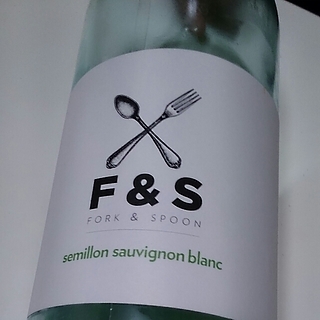 F & S
FORK & SPOON
semillon sauvignon blanc